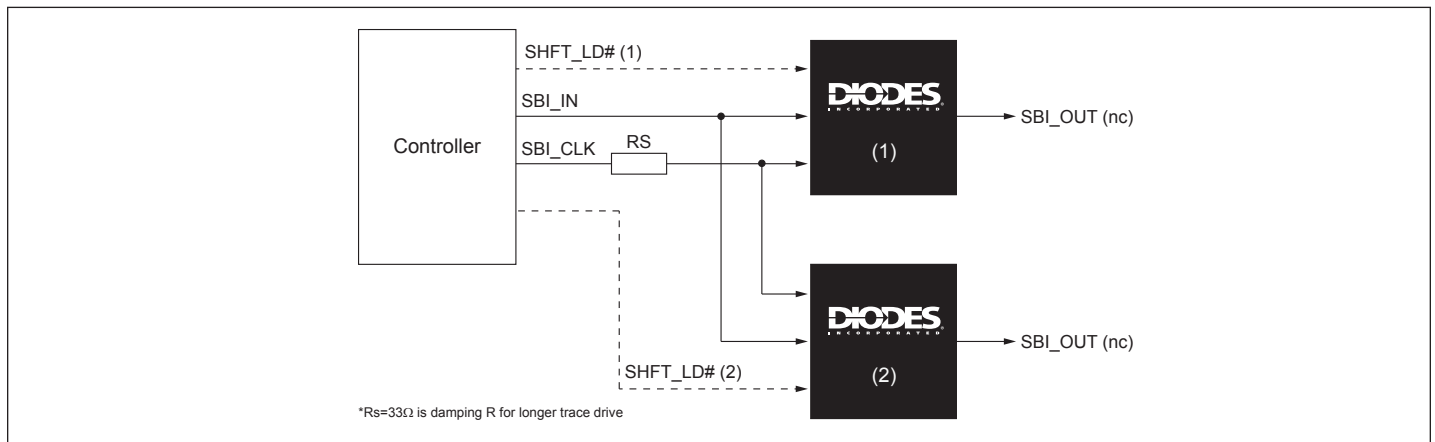 SHFT_LD# (1)
SBI_IN
SBI_CLK
RS
Controller
DIODES®
INCORPORATED
(1)
SBI_OUT (nc)
DIODES®
INCORPORATED
(2)
SBI_OUT (nc)
SHFT_LD# (2)
*Rs=33Ω is damping R for longer trace drive